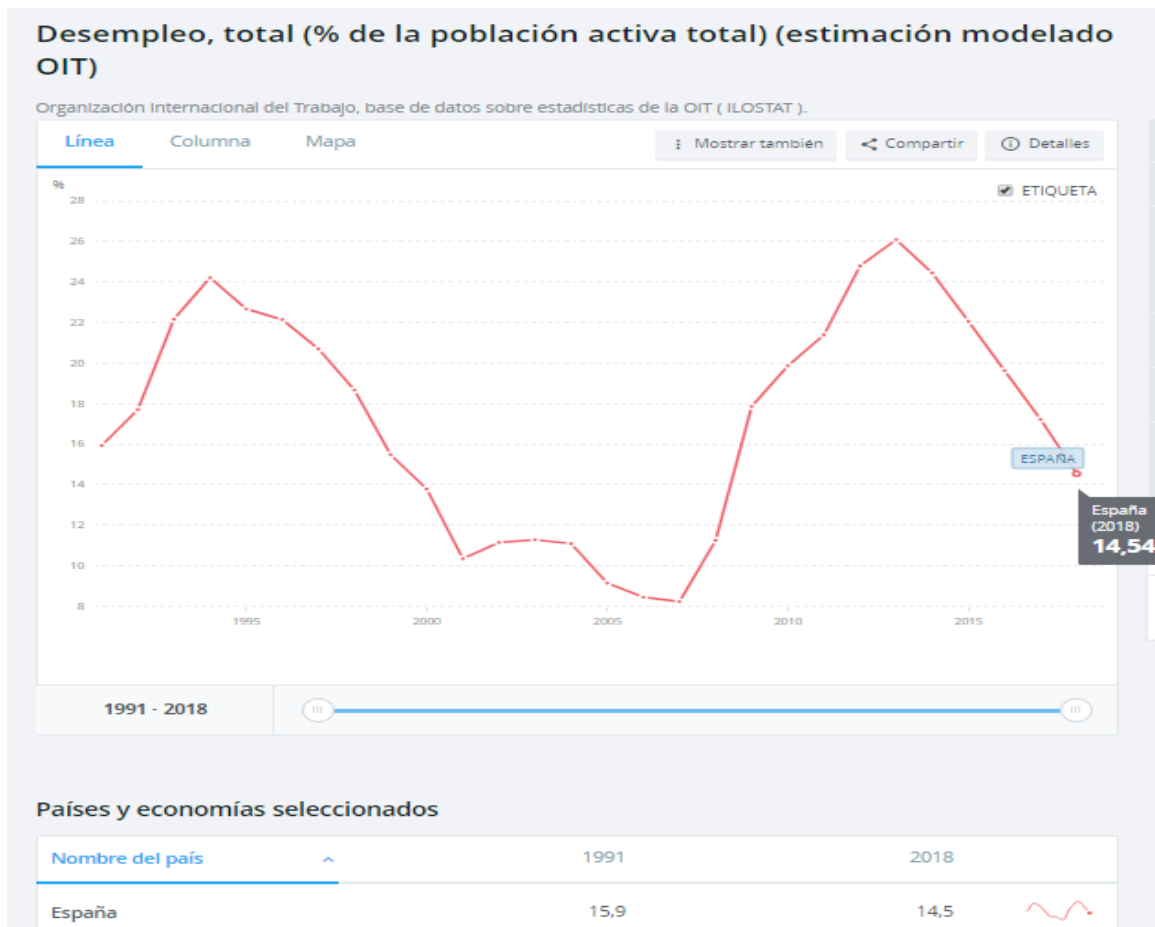 Desempleo, total (% de la población activa total) (estimación modelado
OIT)
Organización Internacional del Trabajo, base de datos sobre estadísticas de la OIT ( ILOSTAT ).
Línea Columna Mapa Mostrar también Compartir Detalles
%
ETIQUETA
28
26
24
22
20
18
16
14
12
10
8
ESPAÑA
España
(2018)
14,54
1995 2000 2005 2010 2015
1991 - 2018
Países y economías seleccionados
Nombre del país 1991 2018
España 15,9 14,5